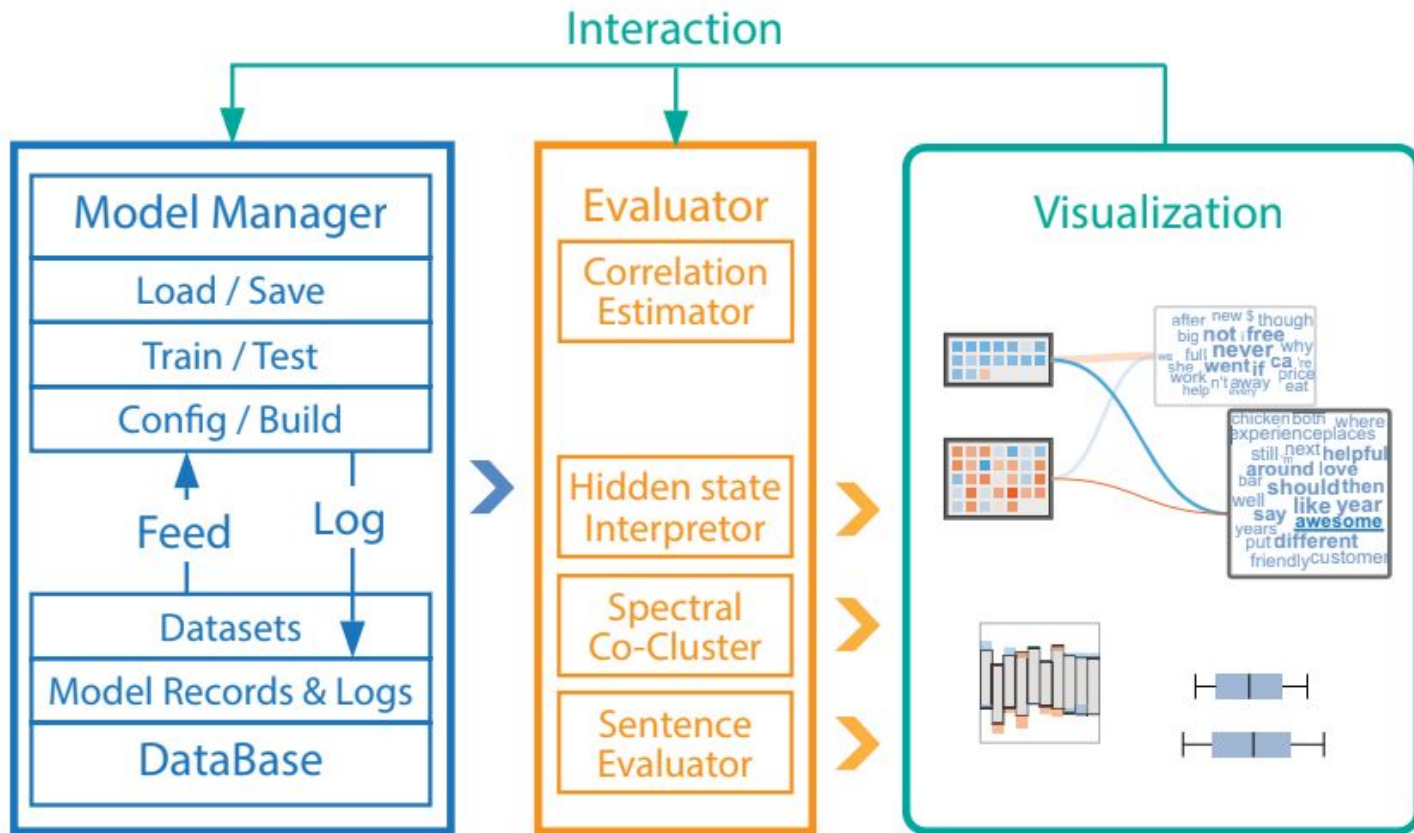 Interaction
Model Manager
Load / Save
Train / Test
Config / Build
Feed
Log
Datasets
Model Records & Logs
DataBase
Evaluator
Correlation
Estimator
Hidden state
Interpretor
Spectral
Co-Cluster
Sentence
Evaluator
Visualization
after new $ though
big not i free
we full never why
she went if ca 're
work n't away price
help every eat
chicken both where
experience places
still 'm next helpful
around love
bar should then
well like year
say awesome
years
put different
friendly customer